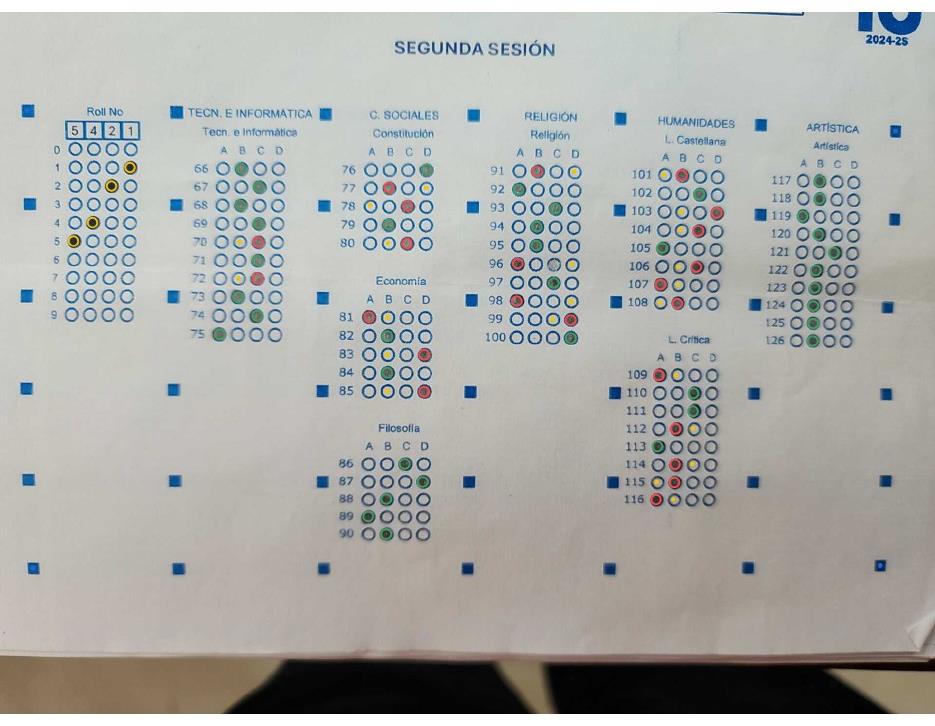 10
2024-2S
SEGUNDA SESIÓN
Roll No
5 4 2 1
0
1
2
3
4
5
6
7
8
9
TECN. E INFORMÁTICA
Tecn. e Informática
A B C D
66
67
68
69
70
71
72
73
74
75
C. SOCIALES
Constitución
A B C D
76
77
78
79
80
Economía
A B C D
81
82
83
84
85
Filosofía
A B C D
86
87
88
89
90
RELIGIÓN
Religión
A B C D
91
92
93
94
95
96
97
98
99
100
HUMANIDADES
L. Castellana
A B C D
101
102
103
104
105
106
107
108
L. Crítica
A B C D
109
110
111
112
113
114
115
116
ARTÍSTICA
Artística
A B C D
117
118
119
120
121
122
123
124
125
126